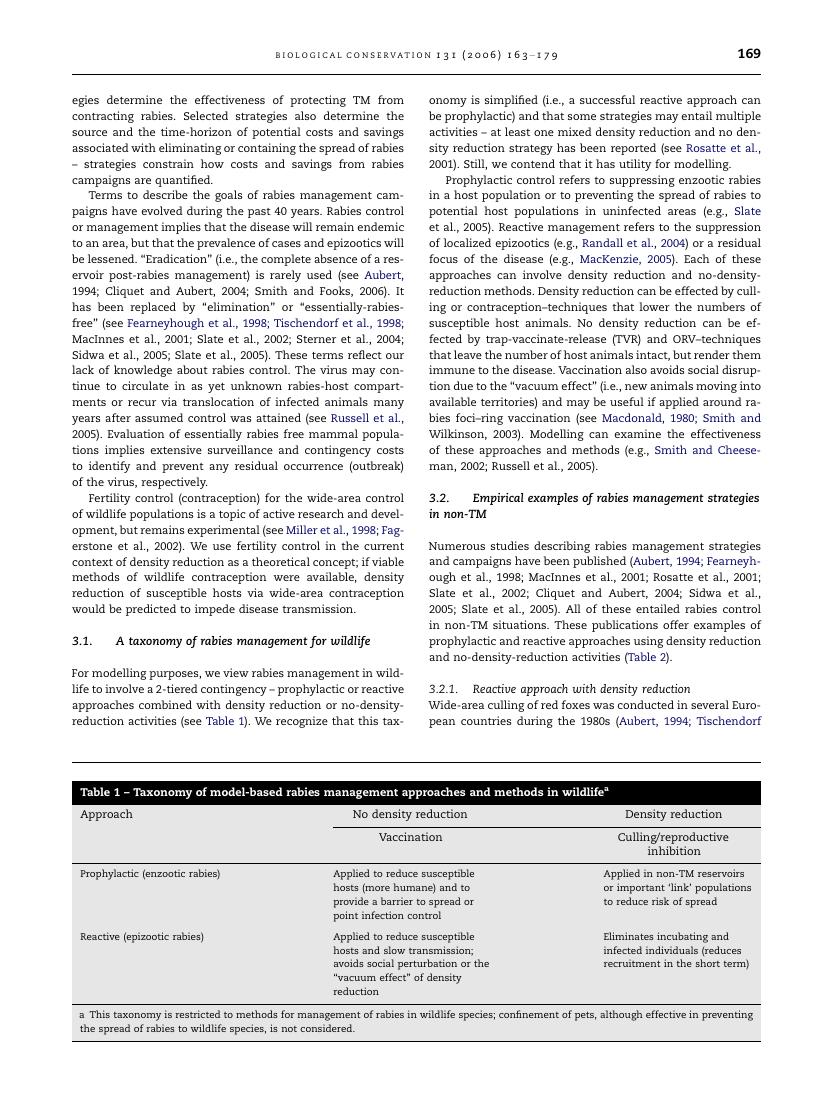 BIOLOGICAL CONSERVATION 131 (2006) 163–179
169
egies determine the effectiveness of protecting TM from
contracting rabies. Selected strategies also determine the
source and the time-horizon of potential costs and savings
associated with eliminating or containing the spread of rabies
– strategies constrain how costs and savings from rabies
campaigns are quantified.
Terms to describe the goals of rabies management cam-
paigns have evolved during the past 40 years. Rabies control
or management implies that the disease will remain endemic
to an area, but that the prevalence of cases and epizootics will
be lessened. “Eradication” (i.e., the complete absence of a res-
ervoir post-rabies management) is rarely used (see Aubert,
1994; Cliquet and Aubert, 2004; Smith and Fooks, 2006). It
has been replaced by “elimination” or “essentially-rabies-
free” (see Fearneyhough et al., 1998; Tischendorf et al., 1998;
MacInnes et al., 2001; Slate et al., 2002; Sterner et al., 2004;
Sidwa et al., 2005; Slate et al., 2005). These terms reflect our
lack of knowledge about rabies control. The virus may con-
tinue to circulate in as yet unknown rabies-host compart-
ments or recur via translocation of infected animals many
years after assumed control was attained (see Russell et al.,
2005). Evaluation of essentially rabies free mammal popula-
tions implies extensive surveillance and contingency costs
to identify and prevent any residual occurrence (outbreak)
of the virus, respectively.
Fertility control (contraception) for the wide-area control
of wildlife populations is a topic of active research and devel-
opment, but remains experimental (see Miller et al., 1998; Fag-
erstone et al., 2002). We use fertility control in the current
context of density reduction as a theoretical concept; if viable
methods of wildlife contraception were available, density
reduction of susceptible hosts via wide-area contraception
would be predicted to impede disease transmission.
3.1. A taxonomy of rabies management for wildlife
For modelling purposes, we view rabies management in wild-
life to involve a 2-tiered contingency – prophylactic or reactive
approaches combined with density reduction or no-density-
reduction activities (see Table 1). We recognize that this tax-
onomy is simplified (i.e., a successful reactive approach can
be prophylactic) and that some strategies may entail multiple
activities – at least one mixed density reduction and no den-
sity reduction strategy has been reported (see Rosatte et al.,
2001). Still, we contend that it has utility for modelling.
Prophylactic control refers to suppressing enzootic rabies
in a host population or to preventing the spread of rabies to
potential host populations in uninfected areas (e.g., Slate
et al., 2005). Reactive management refers to the suppression
of localized epizootics (e.g., Randall et al., 2004) or a residual
focus of the disease (e.g., MacKenzie, 2005). Each of these
approaches can involve density reduction and no-density-
reduction methods. Density reduction can be effected by cull-
ing or contraception–techniques that lower the numbers of
susceptible host animals. No density reduction can be ef-
fected by trap-vaccinate-release (TVR) and ORV–techniques
that leave the number of host animals intact, but render them
immune to the disease. Vaccination also avoids social disrup-
tion due to the “vacuum effect” (i.e., new animals moving into
available territories) and may be useful if applied around ra-
bies foci–ring vaccination (see Macdonald, 1980; Smith and
Wilkinson, 2003). Modelling can examine the effectiveness
of these approaches and methods (e.g., Smith and Cheese-
man, 2002; Russell et al., 2005).
3.2. Empirical examples of rabies management strategies
in non-TM
Numerous studies describing rabies management strategies
and campaigns have been published (Aubert, 1994; Fearneyh-
ough et al., 1998; MacInnes et al., 2001; Rosatte et al., 2001;
Slate et al., 2002; Cliquet and Aubert, 2004; Sidwa et al.,
2005; Slate et al., 2005). All of these entailed rabies control
in non-TM situations. These publications offer examples of
prophylactic and reactive approaches using density reduction
and no-density-reduction activities (Table 2).
3.2.1. Reactive approach with density reduction
Wide-area culling of red foxes was conducted in several Euro-
pean countries during the 1980s (Aubert, 1994; Tischendorf
Table 1 – Taxonomy of model-based rabies management approaches and methods in wildlifea
Approach
No density reduction
Density reduction
Vaccination
Culling/reproductive
inhibition
Prophylactic (enzootic rabies)
Applied to reduce susceptible
hosts (more humane) and to
provide a barrier to spread or
point infection control
Applied in non-TM reservoirs
or important ‘link’ populations
to reduce risk of spread
Reactive (epizootic rabies)
Applied to reduce susceptible
hosts and slow transmission;
avoids social perturbation or the
“vacuum effect” of density
reduction
Eliminates incubating and
infected individuals (reduces
recruitment in the short term)
a This taxonomy is restricted to methods for management of rabies in wildlife species; confinement of pets, although effective in preventing
the spread of rabies to wildlife species, is not considered.